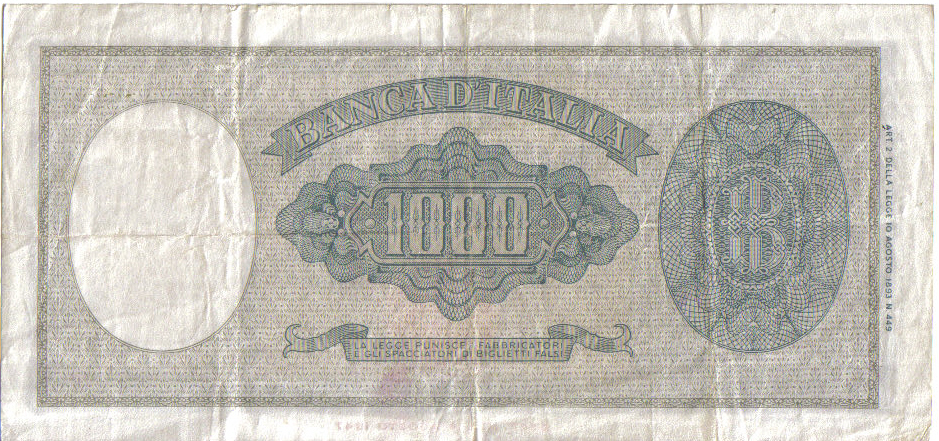 BANCA D'ITALIA
1000
LA LEGGE PUNISCE I FABBRICATORI
E GLI SPACCIATORI DI BIGLIETTI FALSI
ART. 2 DELLA LEGGE 10 AGOSTO 1893 N 449